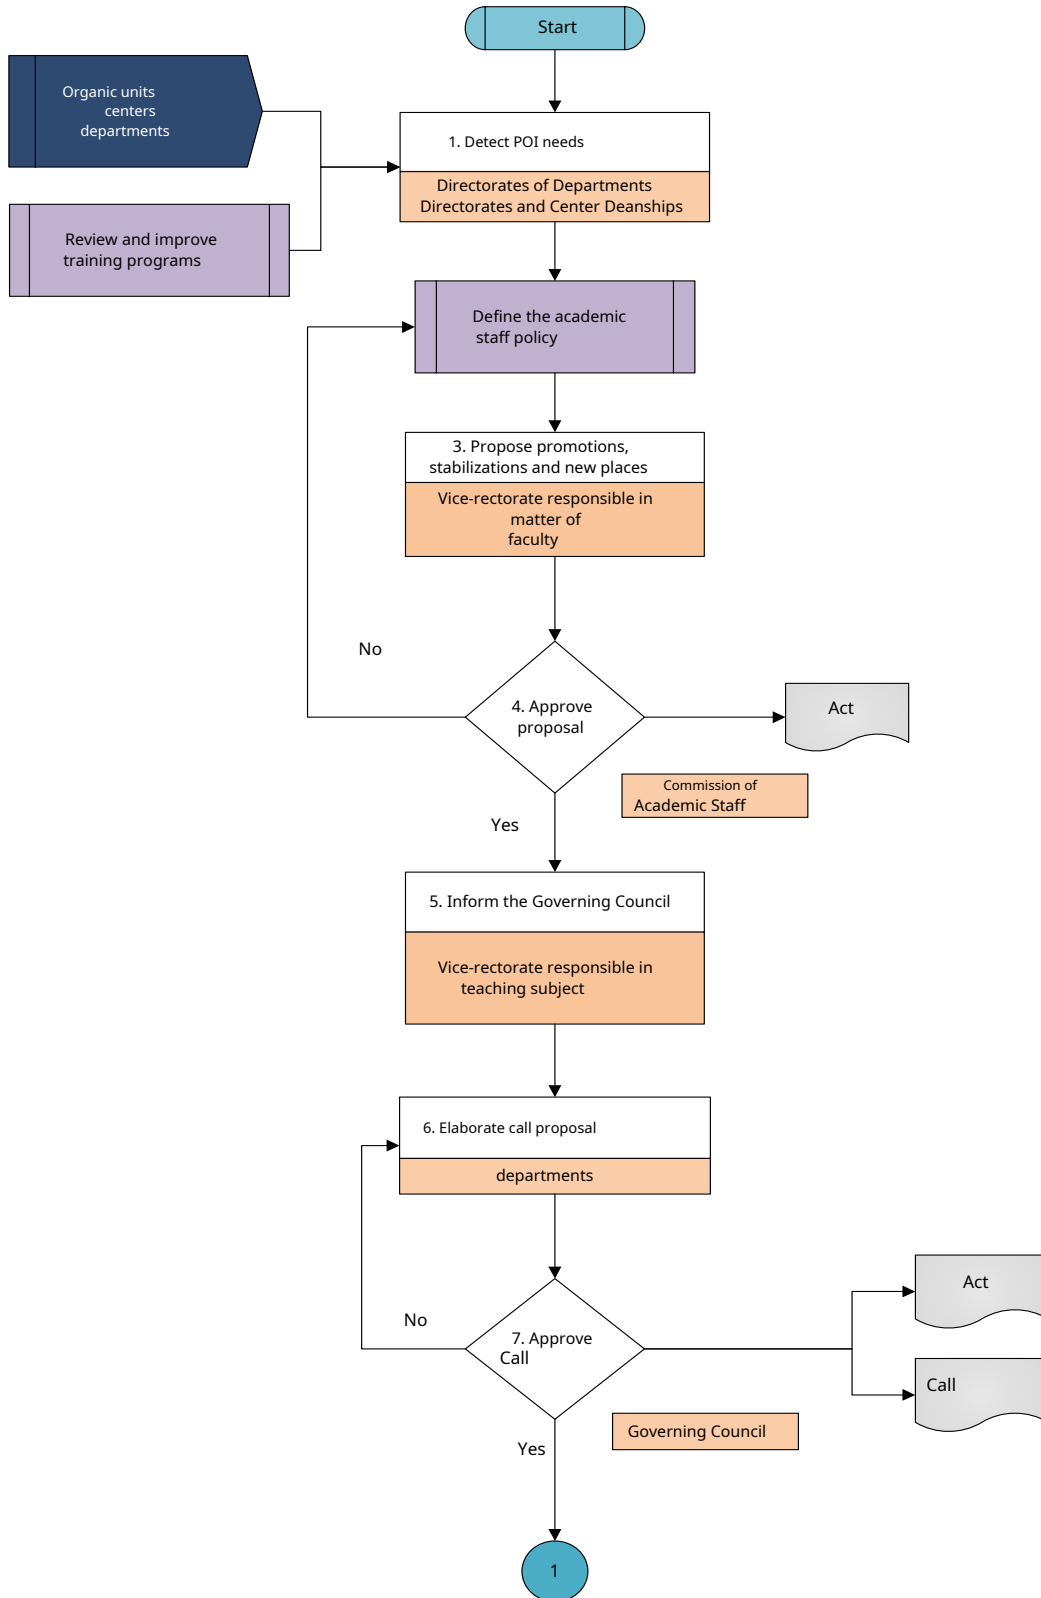 Start
Organic units
centers
departments
1. Detect POI needs
Directorates of Departments
Directorates and Center Deanships
Review and improve
training programs
Define the academic
staff policy
3. Propose promotions,
stabilizations and new places
Vice-rectorate responsible in
matter of
faculty
No
4. Approve
proposal
Act
Commission of
Academic Staff
Yes
5. Inform the Governing Council
Vice-rectorate responsible in
teaching subject
6. Elaborate call proposal
departments
No
7. Approve
Call
Act
Call
Governing Council
Yes
1